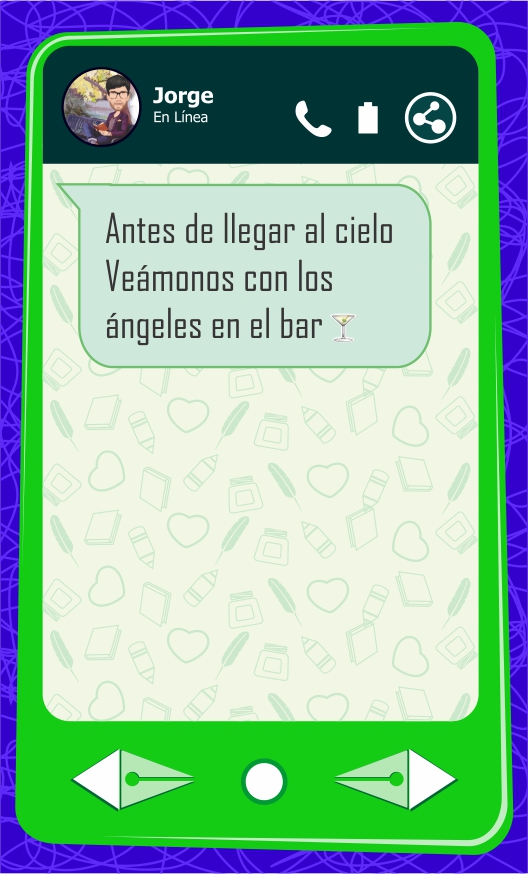 Jorge
En Línea
Antes de llegar al cielo
Veámonos con los
ángeles en el bar 🍸